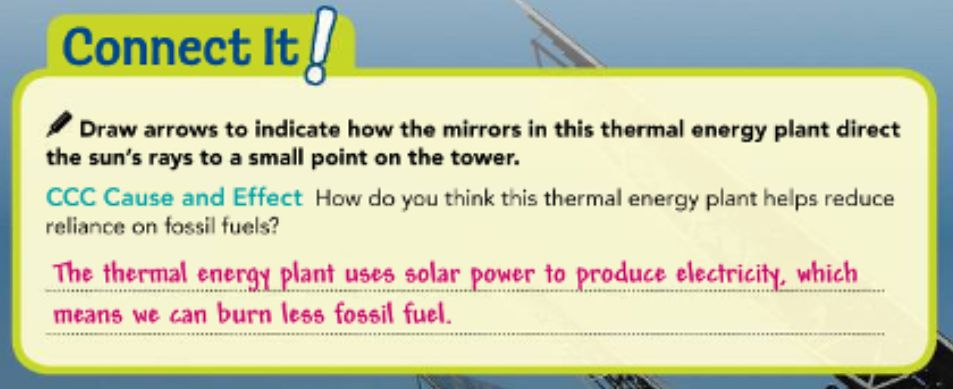 Connect It!
Draw arrows to indicate how the mirrors in this thermal energy plant direct
the sun's rays to a small point on the tower.
CCC Cause and Effect How do you think this thermal energy plant helps reduce
reliance on fossil fuels?
The thermal energy plant uses solar power to produce electricity, which
means we can burn less fossil fuel.